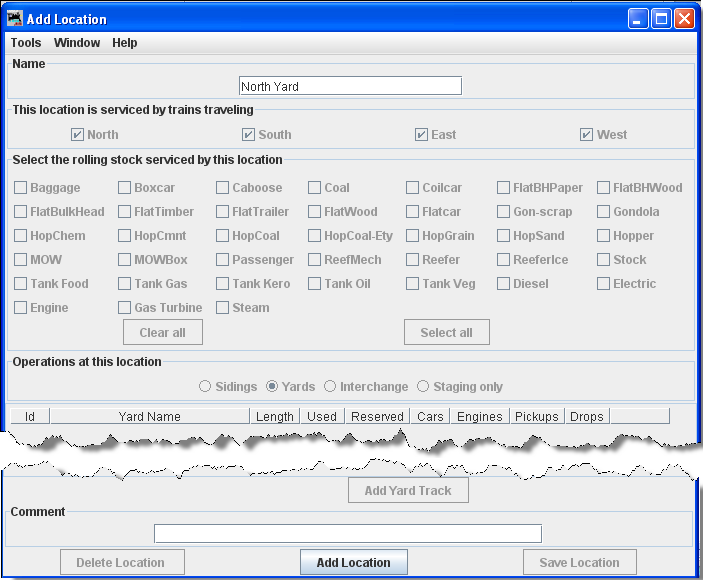 Add Location
Tools Window Help
Name
North Yard
This location is serviced by trains traveling
North South East West
Select the rolling stock serviced by this location
Baggage Boxcar Caboose Coal Coilcar FlatBHPaper FlatBHWood
FlatBulkHead FlatTimber FlatTrailer FlatWood Flatcar Gon-scrap Gondola
HopChem HopCmnt HopCoal HopCoal-Ety HopGrain HopSand Hopper
MOW MOWBox Passenger ReefMech Reefer ReeferIce Stock
Tank Food Tank Gas Tank Kero Tank Oil Tank Veg Diesel Electric
Engine Gas Turbine Steam
Clear all Select all
Operations at this location
Sidings Yards Interchange Staging only
Id Yard Name Length Used Reserved Cars Engines Pickups Drops
Add Yard Track
Comment
Delete Location Add Location Save Location